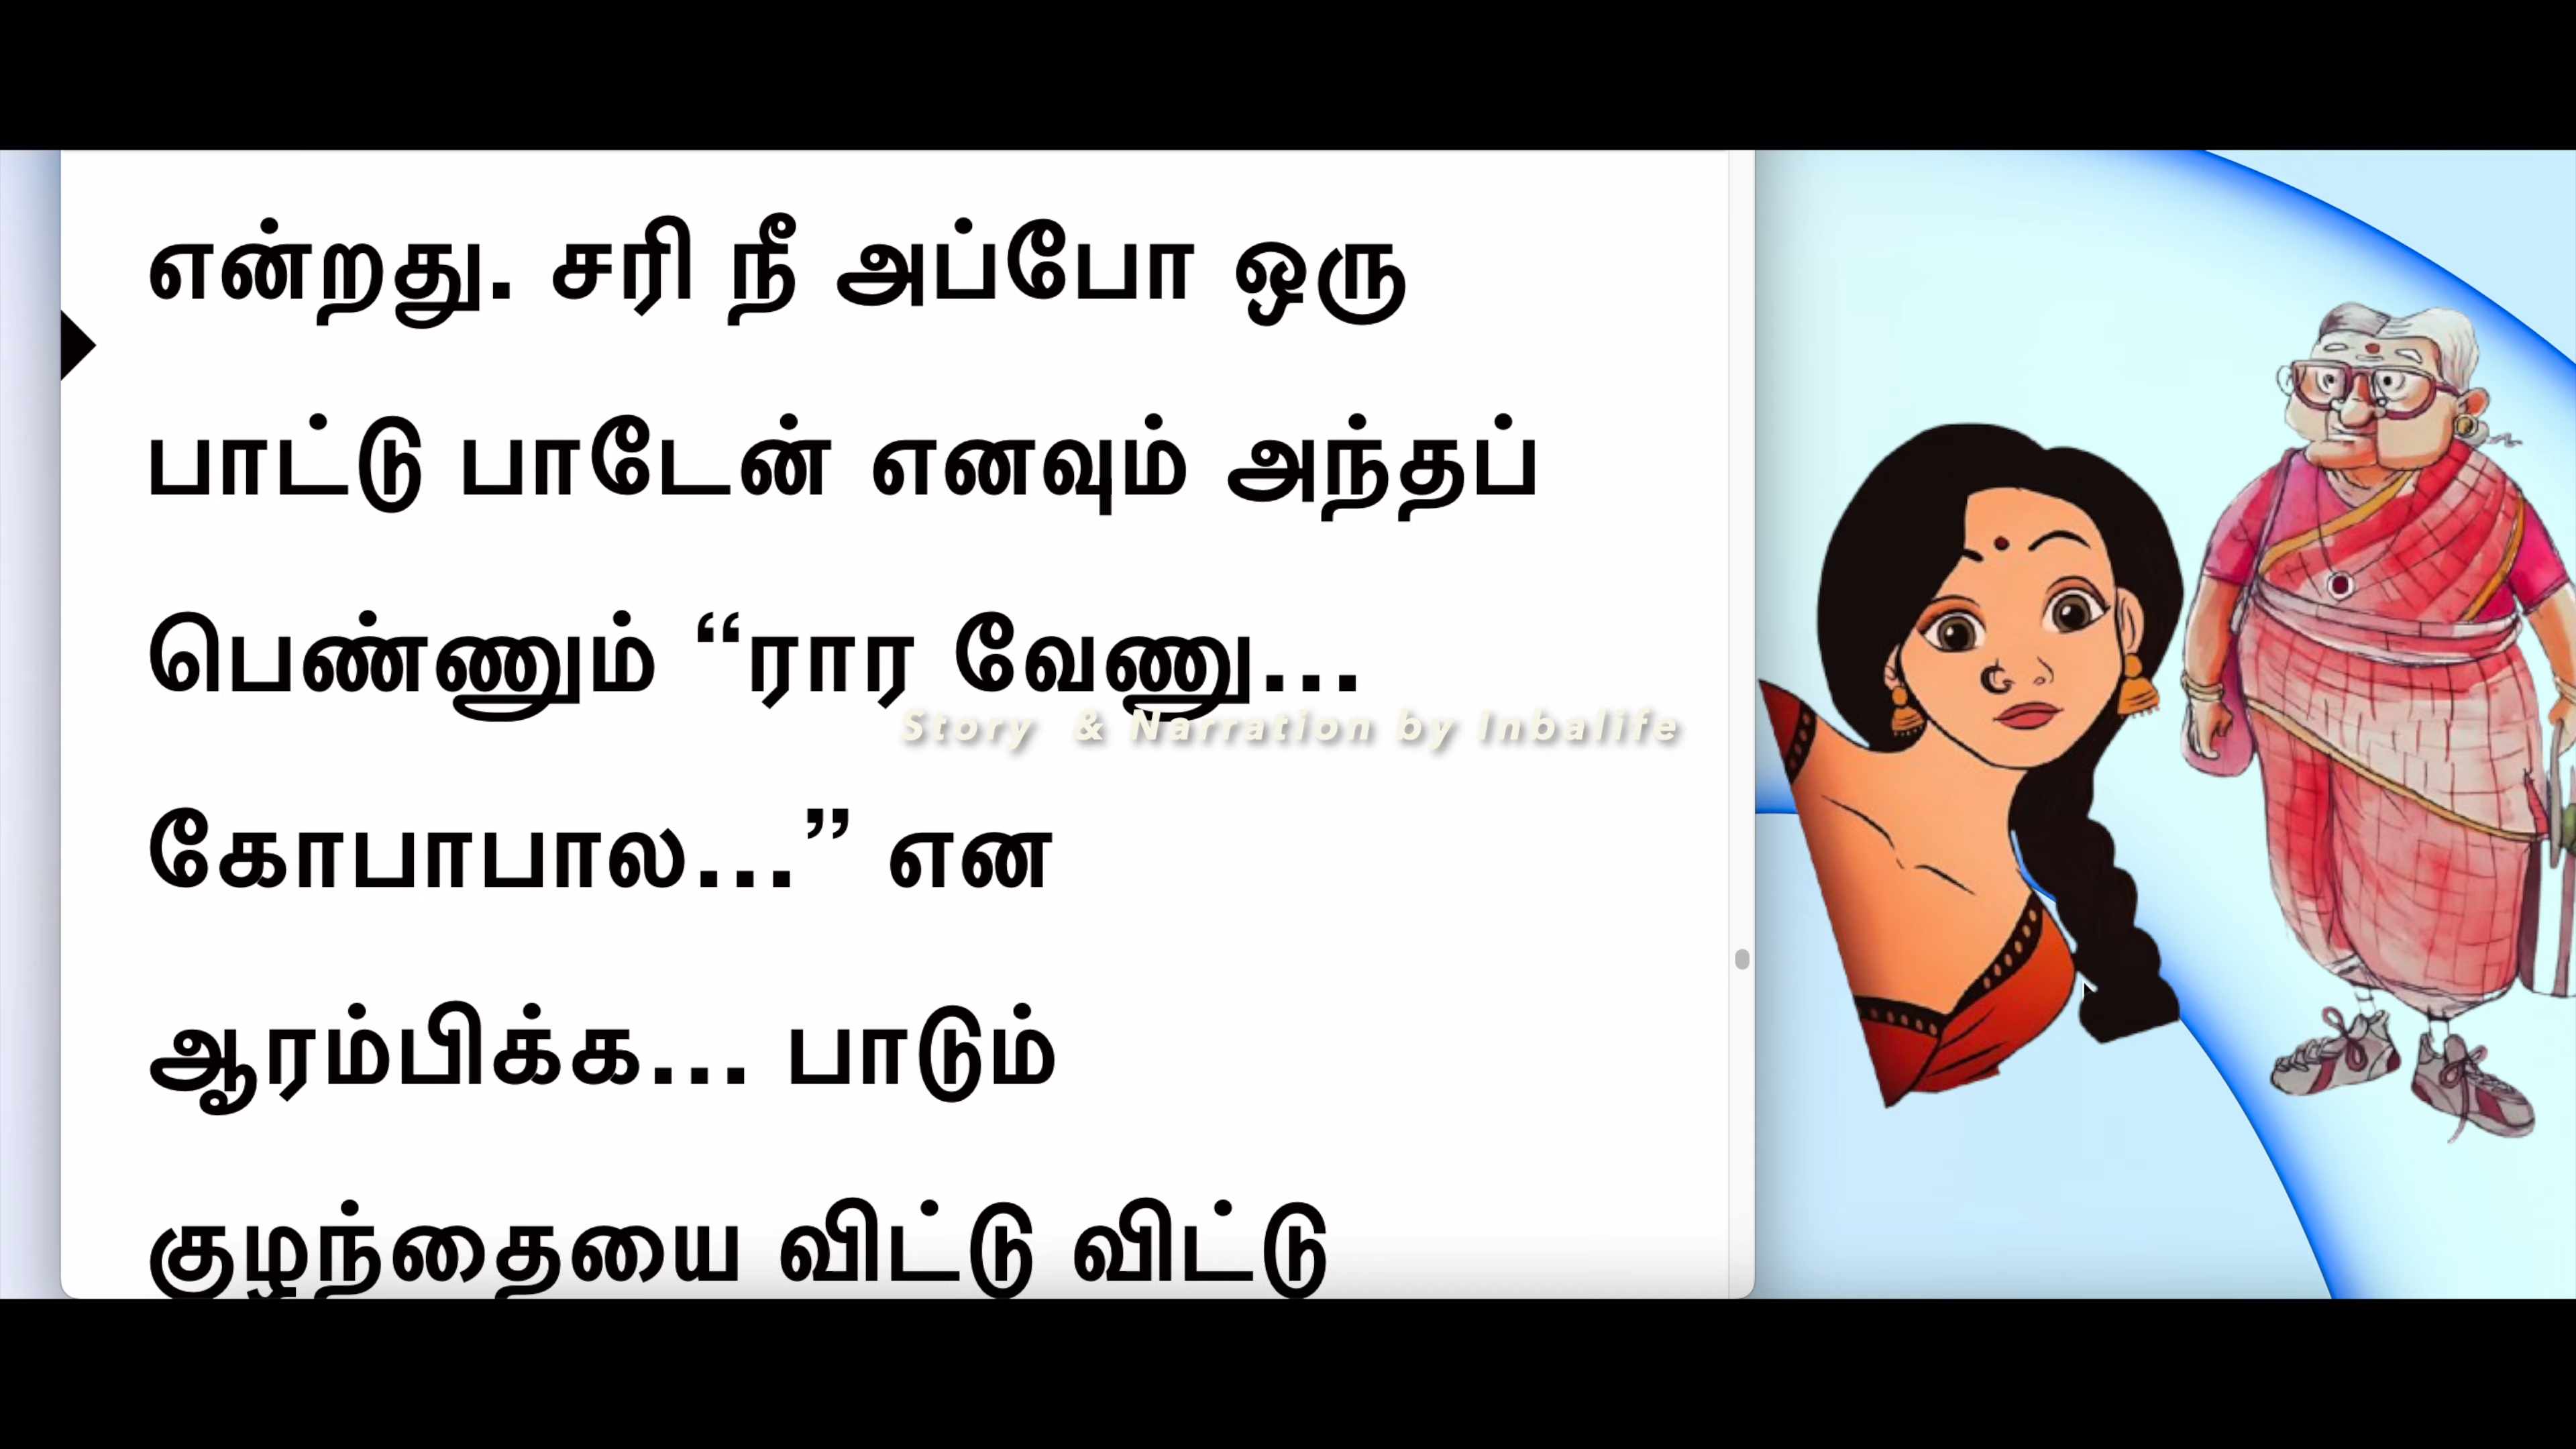 என்றது. சரி நீ அப்போ ஒரு
பாட்டு பாடேன் எனவும் அந்தப்
பெண்ணும் “ரார வேணு...
Story & Narration by Inbalife
கோபாபால...” என
ஆரம்பிக்க... பாடும்
குழந்தையை விட்டு விட்டு